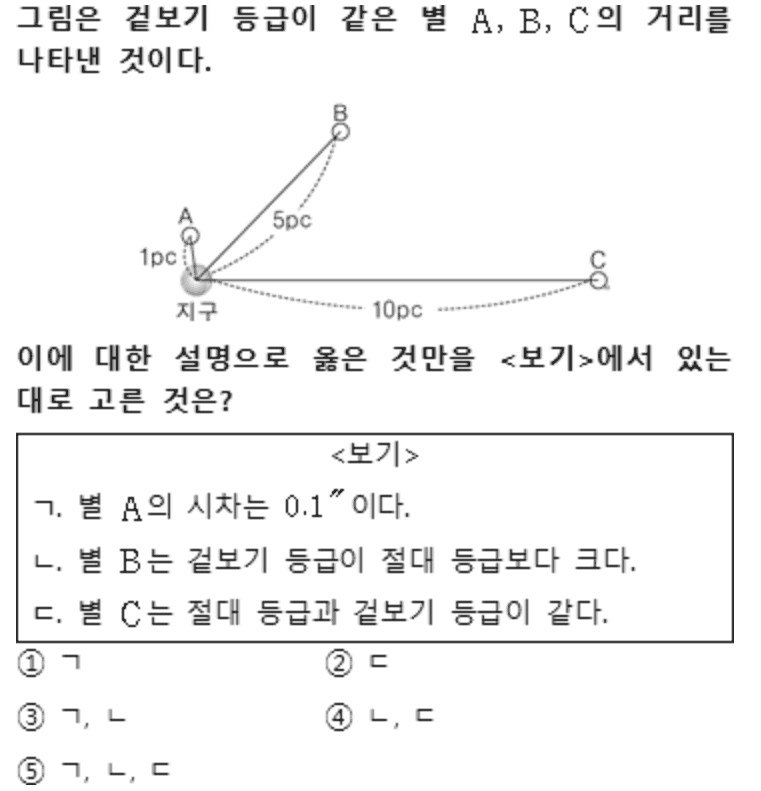 그림은 겉보기 등급이 같은 별 A, B, C의 거리를
나타낸 것이다.
B
A
5pc
1pc
C
지구
10pc
이에 대한 설명으로 옳은 것만을 <보기>에서 있는
대로 고른 것은?
<보기>
ㄱ. 별 A의 시차는 0.1″이다.
ㄴ. 별 B는 겉보기 등급이 절대 등급보다 크다.
ㄷ. 별 C는 절대 등급과 겉보기 등급이 같다.
① ㄱ ② ㄷ
③ ㄱ, ㄴ ④ ㄴ, ㄷ
⑤ ㄱ, ㄴ, ㄷ